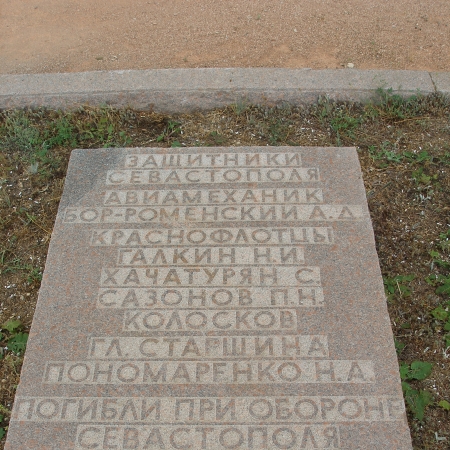 ЗАЩИТНИКИ
СЕВАСТОПОЛЯ
АВИАМЕХАНИК
БОР-РОМЕНСКИЙ А.Д.
КРАСНОФЛОТЦЫ
ГАЛКИН Н.И.
ХАЧАТУРЯН С.
САЗОНОВ П.Н.
КОЛОСКОВ
ГЛ. СТАРШИНА
ПОНОМАРЕНКО Н.А.
ПОГИБЛИ ПРИ ОБОРОНЕ
СЕВАСТОПОЛЯ